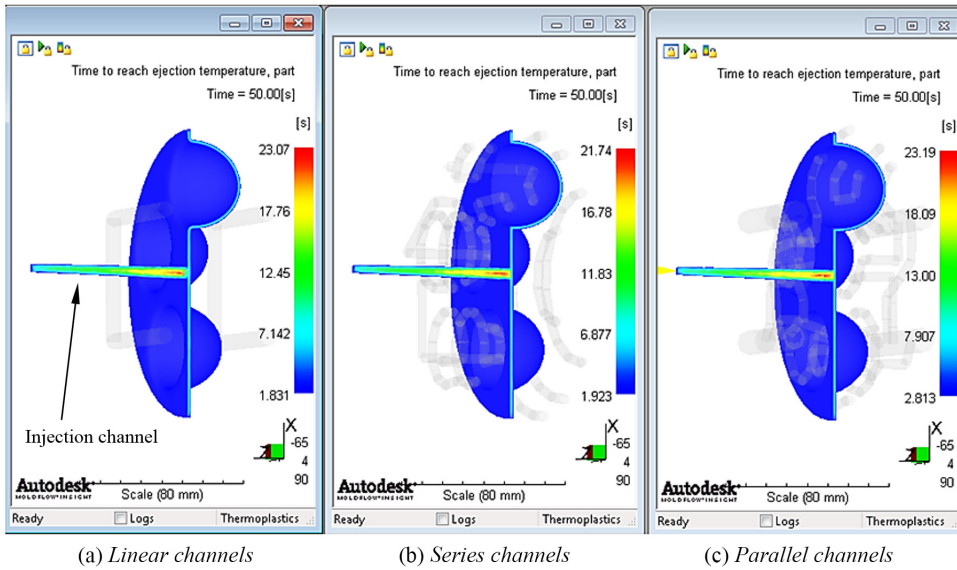 Time to reach ejection temperature, part
Time = 50.00[s]
[s]
23.07
17.76
12.45
7.142
1.831
Injection channel
X
Z
-65
4
90
Autodesk
MOLDFLOW INSIGHT
Scale (80 mm)
Ready
Logs
Thermoplastics
(a) Linear channels
Time to reach ejection temperature, part
Time = 50.00[s]
[s]
21.74
16.78
11.83
6.877
1.923
X
Z
-65
4
90
Autodesk
MOLDFLOW INSIGHT
Scale (80 mm)
Ready
Logs
Thermoplastics
(b) Series channels
Time to reach ejection temperature, part
Time = 50.00[s]
[s]
23.19
18.09
13.00
7.907
2.813
X
Z
-65
4
90
Autodesk
MOLDFLOW INSIGHT
Scale (80 mm)
Ready
Logs
Thermoplastics
(c) Parallel channels